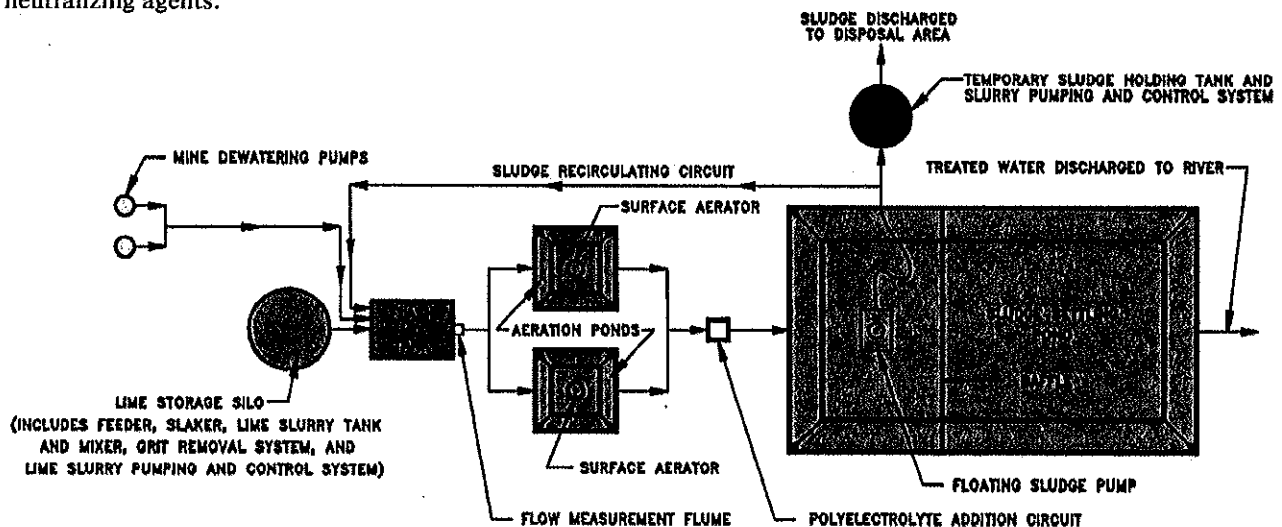 neutralizing agents.
SLUDGE DISCHARGED
TO DISPOSAL AREA
TEMPORARY SLUDGE HOLDING TANK AND
SLURRY PUMPING AND CONTROL SYSTEM
MINE DEWATERING PUMPS
SLUDGE RECIRCULATING CIRCUIT
TREATED WATER DISCHARGED TO RIVER
SURFACE AERATOR
AERATION PONDS
LIME STORAGE SILO
(INCLUDES FEEDER, SLAKER, LIME SLURRY TANK
AND MIXER, GRIT REMOVAL SYSTEM, AND
LIME SLURRY PUMPING AND CONTROL SYSTEM)
SURFACE AERATOR
FLOATING SLUDGE PUMP
FLOW MEASUREMENT FLUME
POLYELECTROLYTE ADDITION CIRCUIT